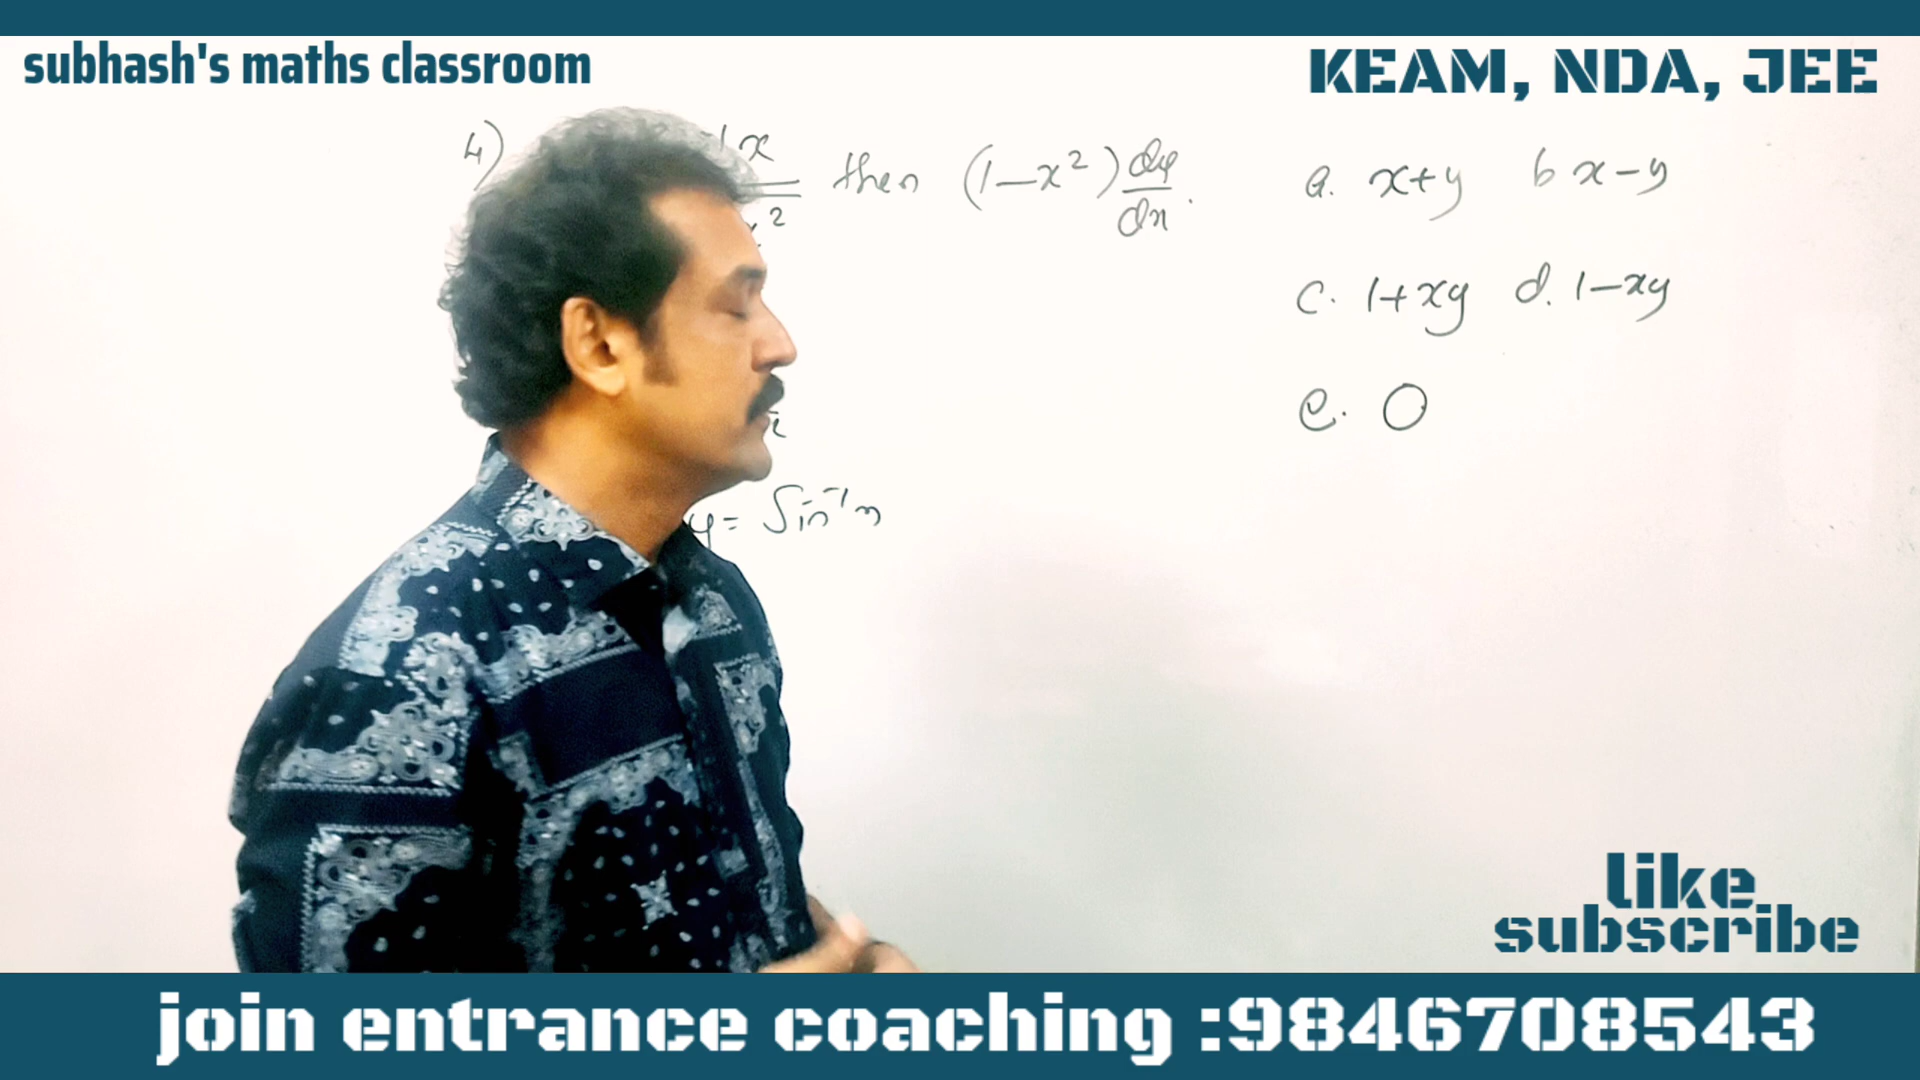 subhash's maths classroom
KEAM, NDA, JEE
4) x then (1-x²) dy/dx . a. x+y b x-y
c. 1+xy d. 1-xy
e. 0
y = Sin⁻¹x
like
subscribe
join entrance coaching :9846708543